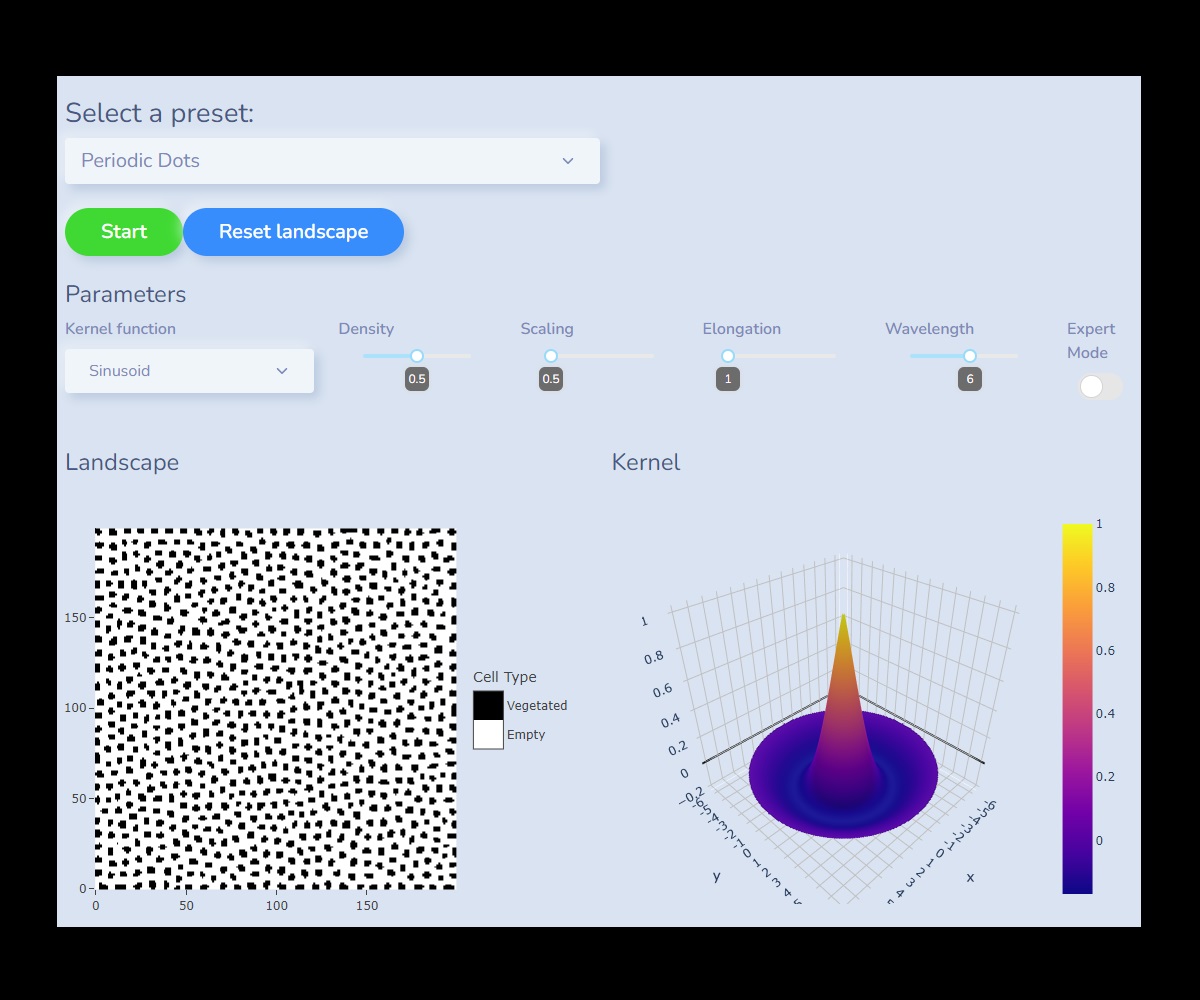 Select a preset:
Periodic Dots
Start Reset landscape
Parameters
Kernel function Density Scaling Elongation Wavelength Expert
Mode
Sinusoid
0.5 0.5 1 6
Landscape Kernel
150
100
50
0
0 50 100 150
Cell Type
Vegetated
Empty
1
0.8
0.6
0.4
0.2
0
−0.2
y
x
1
0.8
0.6
0.4
0.2
0